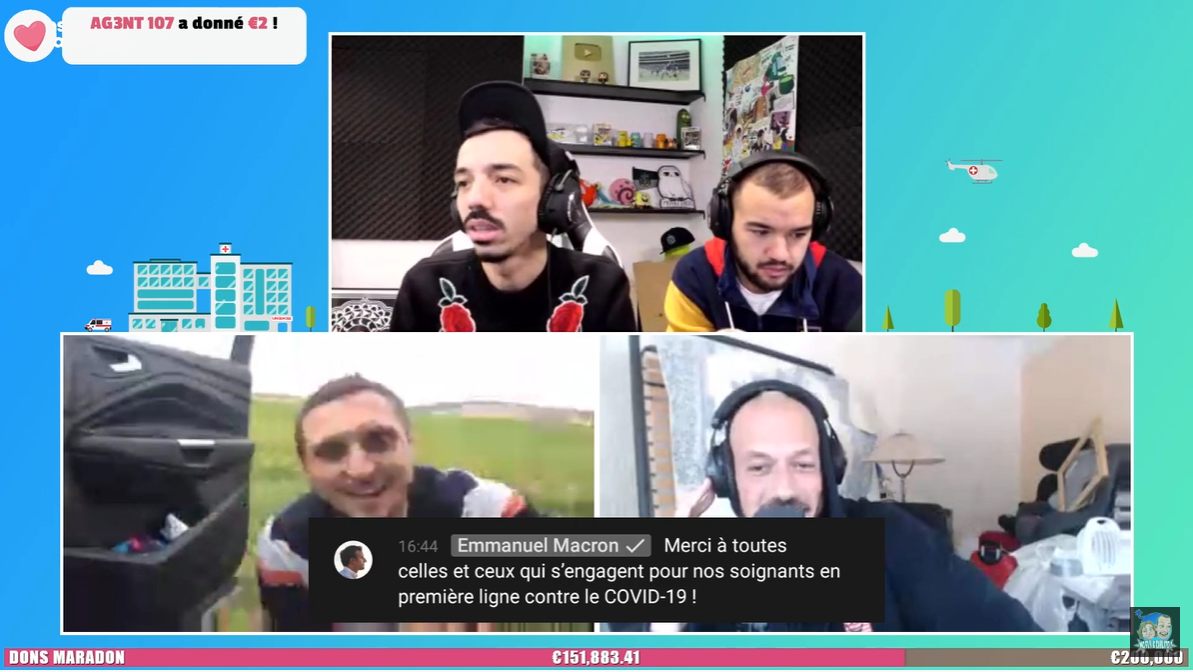 AG3NT 107 a donné €2 !
16:44 Emmanuel Macron ✓ Merci à toutes
celles et ceux qui s’engagent pour nos soignants en
première ligne contre le COVID-19 !
DONS MARADON
€151,883.41